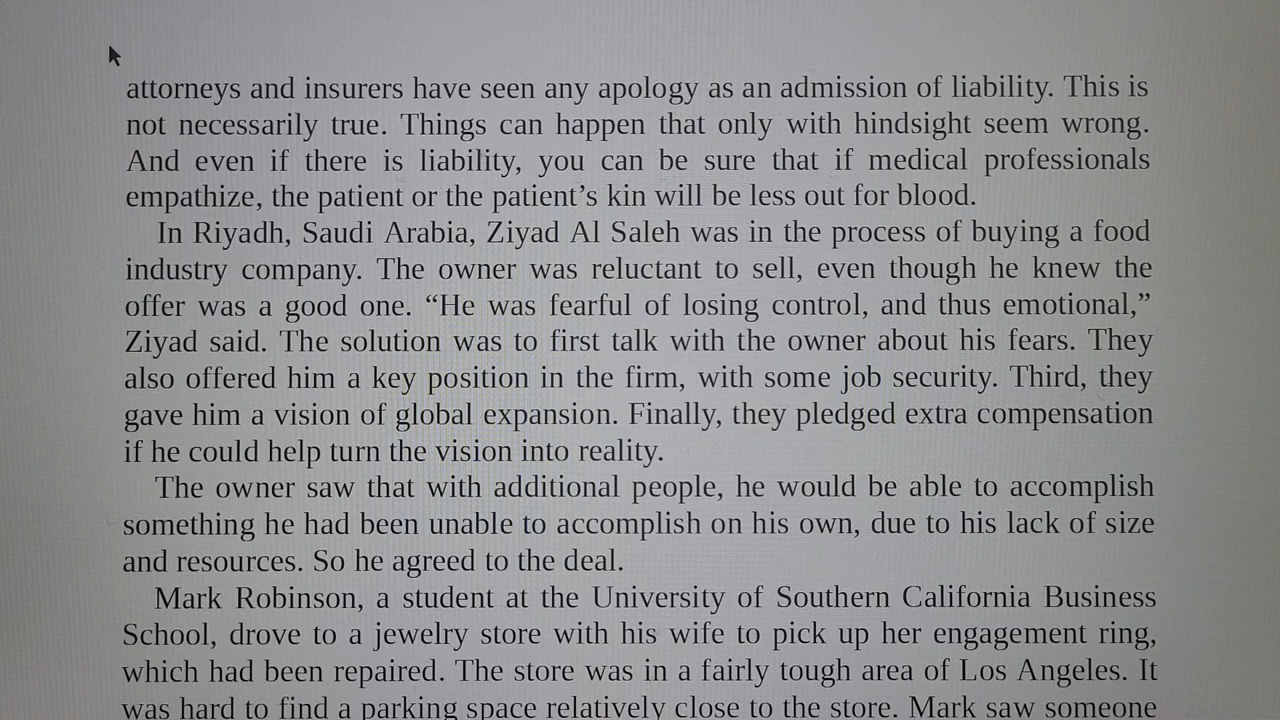 attorneys and insurers have seen any apology as an admission of liability. This is
not necessarily true. Things can happen that only with hindsight seem wrong.
And even if there is liability, you can be sure that if medical professionals
empathize, the patient or the patient’s kin will be less out for blood.
In Riyadh, Saudi Arabia, Ziyad Al Saleh was in the process of buying a food
industry company. The owner was reluctant to sell, even though he knew the
offer was a good one. “He was fearful of losing control, and thus emotional,”
Ziyad said. The solution was to first talk with the owner about his fears. They
also offered him a key position in the firm, with some job security. Third, they
gave him a vision of global expansion. Finally, they pledged extra compensation
if he could help turn the vision into reality.
The owner saw that with additional people, he would be able to accomplish
something he had been unable to accomplish on his own, due to his lack of size
and resources. So he agreed to the deal.
Mark Robinson, a student at the University of Southern California Business
School, drove to a jewelry store with his wife to pick up her engagement ring,
which had been repaired. The store was in a fairly tough area of Los Angeles. It
was hard to find a parking space relatively close to the store. Mark saw someone